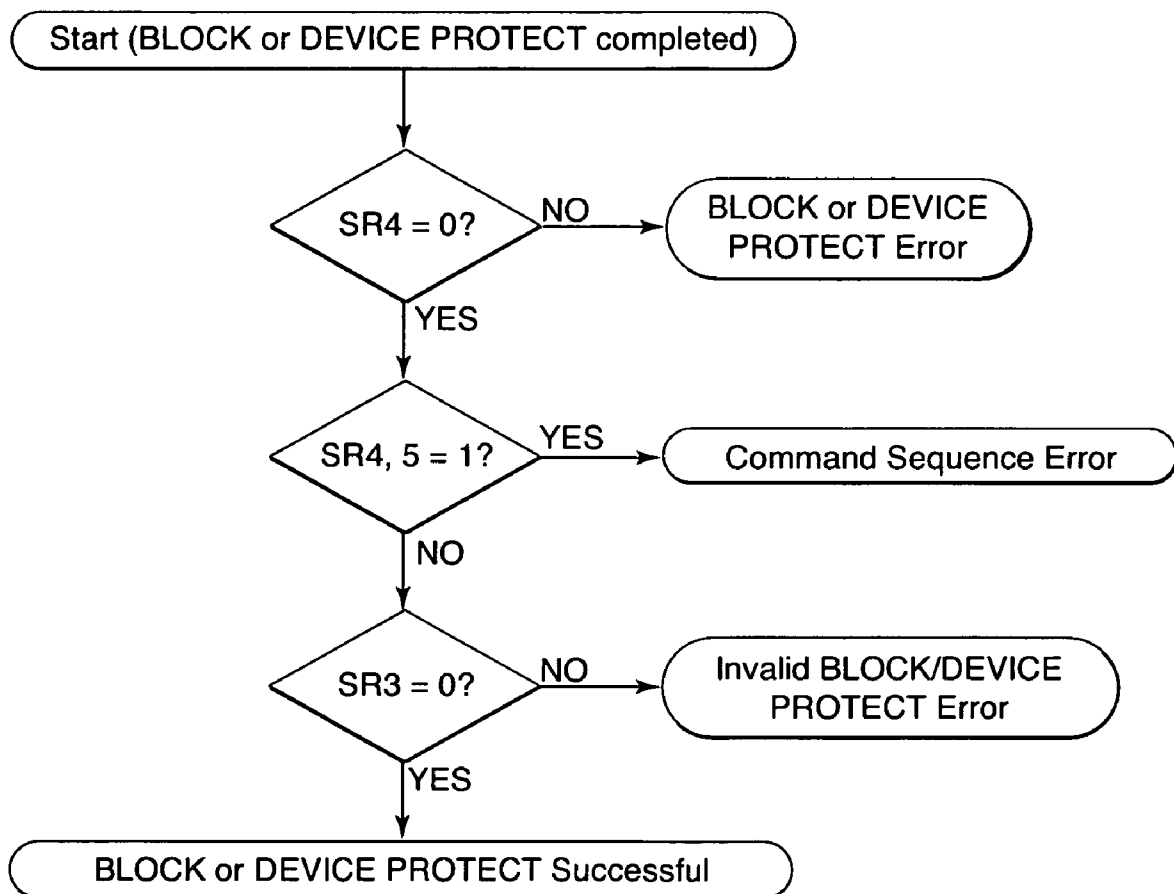 Start (BLOCK or DEVICE PROTECT completed)
SR4 = 0?
NO
BLOCK or DEVICE
PROTECT Error
YES
SR4, 5 = 1?
YES
Command Sequence Error
NO
SR3 = 0?
NO
Invalid BLOCK/DEVICE
PROTECT Error
YES
BLOCK or DEVICE PROTECT Successful